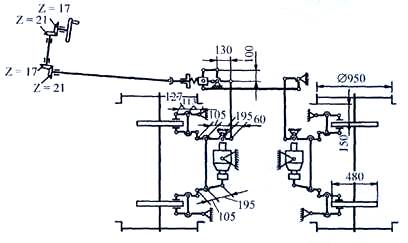 Z = 17
Z = 21
Z = 17
Z = 21
130
100
Ø950
127
113
105
195
60
150
480
195
105